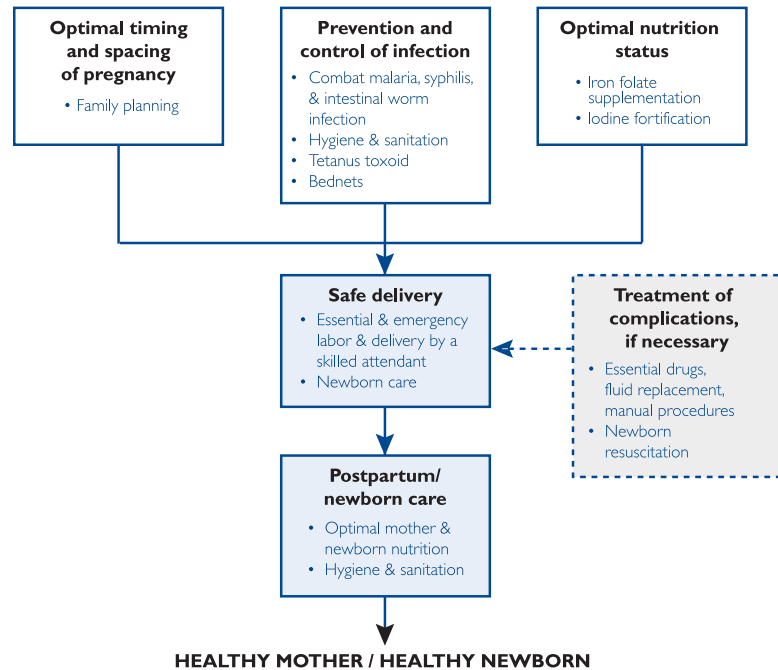 Optimal timing
and spacing
of pregnancy
• Family planning
Prevention and
control of infection
• Combat malaria, syphilis,
& intestinal worm
infection
• Hygiene & sanitation
• Tetanus toxoid
• Bednets
Optimal nutrition
status
• Iron folate
supplementation
• Iodine fortification
Safe delivery
• Essential & emergency
labor & delivery by a
skilled attendant
• Newborn care
Treatment of
complications,
if necessary
• Essential drugs,
fluid replacement,
manual procedures
• Newborn
resuscitation
Postpartum/
newborn care
• Optimal mother &
newborn nutrition
• Hygiene & sanitation
HEALTHY MOTHER / HEALTHY NEWBORN